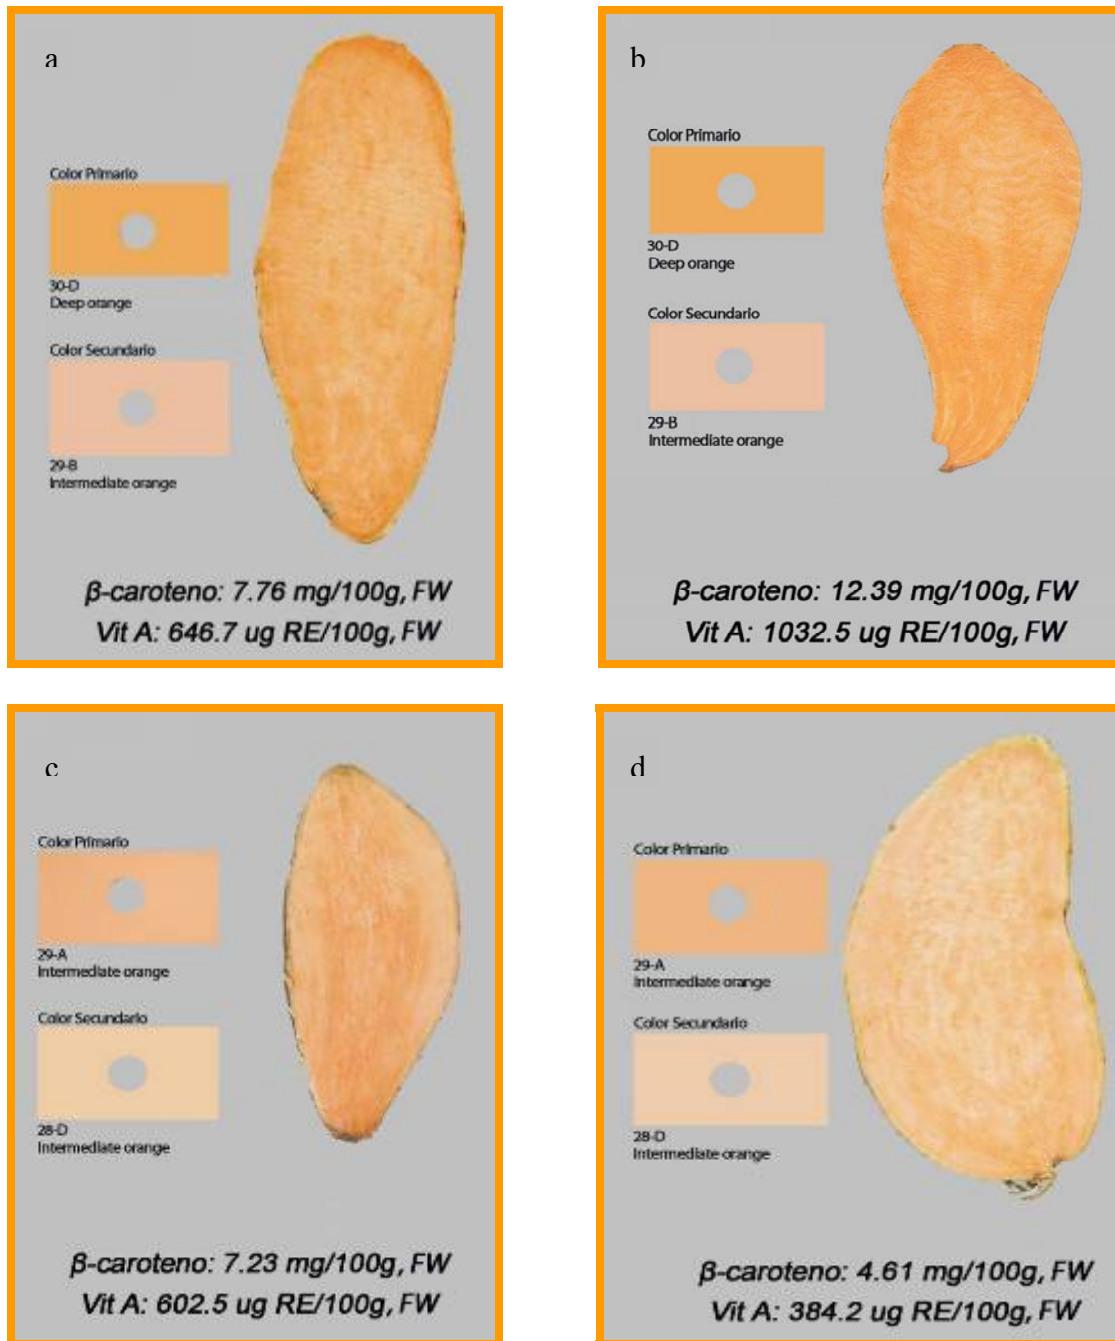 a
Color Primario
30-D
Deep orange
Color Secundario
29-B
Intermediate orange
β-caroteno: 7.76 mg/100g, FW
Vit A: 646.7 ug RE/100g, FW
b
Color Primario
30-D
Deep orange
Color Secundario
29-B
Intermediate orange
β-caroteno: 12.39 mg/100g, FW
Vit A: 1032.5 ug RE/100g, FW
c
Color Primario
29-A
Intermediate orange
Color Secundario
28-D
Intermediate orange
β-caroteno: 7.23 mg/100g, FW
Vit A: 602.5 ug RE/100g, FW
d
Color Primario
29-A
Intermediate orange
Color Secundario
28-D
Intermediate orange
β-caroteno: 4.61 mg/100g, FW
Vit A: 384.2 ug RE/100g, FW